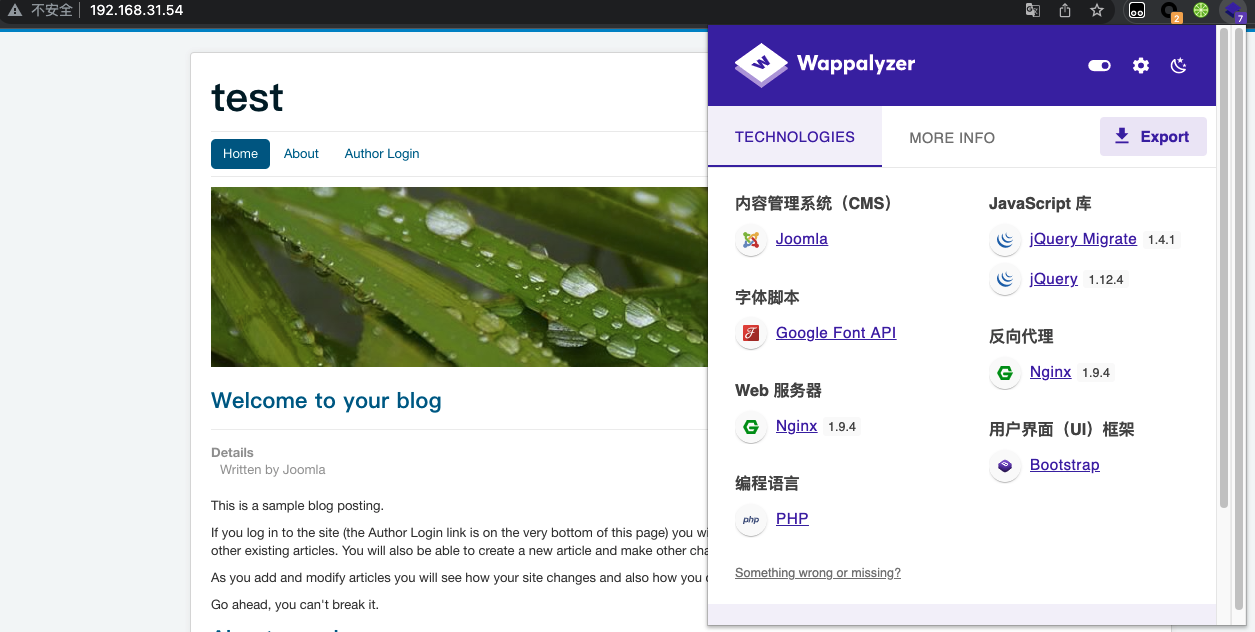 不安全 192.168.31.54
2
7
test
Home About Author Login
Welcome to your blog
Details
Written by Joomla
This is a sample blog posting.
If you log in to the site (the Author Login link is on the very bottom of this page) you wi
other existing articles. You will also be able to create a new article and make other cha
As you add and modify articles you will see how your site changes and also how you
Go ahead, you can't break it.
W Wappalyzer
TECHNOLOGIES MORE INFO Export
内容管理系统（CMS）
Joomla
字体脚本
Google Font API
Web 服务器
Nginx 1.9.4
编程语言
php PHP
JavaScript 库
jQuery Migrate 1.4.1
jQuery 1.12.4
反向代理
Nginx 1.9.4
用户界面（UI）框架
Bootstrap
Something wrong or missing?